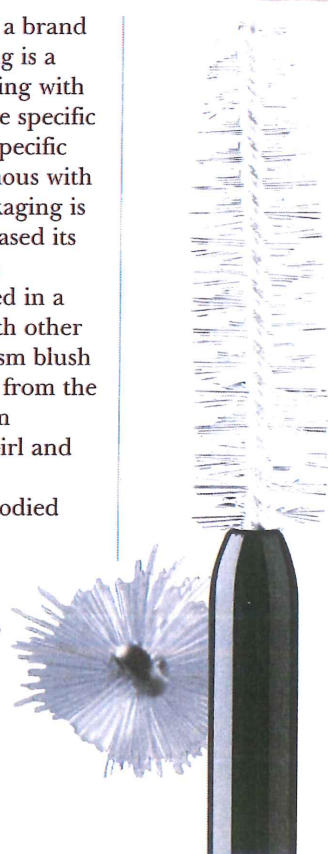 a brand
g is a
ing with
e specific
pecific
nous with
kaging is
ased its
ed in a
th other
sm blush
from the
n
irl and
odied